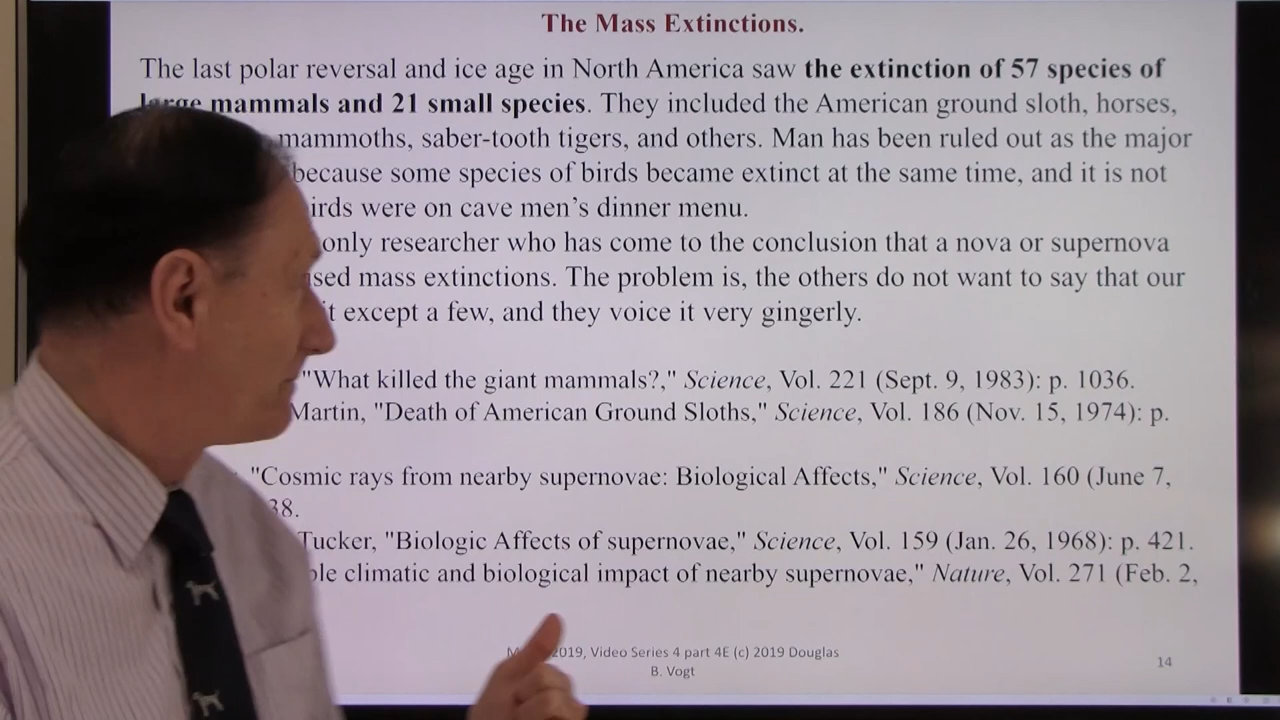 The Mass Extinctions.
The last polar reversal and ice age in North America saw the extinction of 57 species of
large mammals and 21 small species. They included the American ground sloth, horses,
mammoths, saber-tooth tigers, and others. Man has been ruled out as the major
because some species of birds became extinct at the same time, and it is not
were on cave men’s dinner menu.
only researcher who has come to the conclusion that a nova or supernova
mass extinctions. The problem is, the others do not want to say that our
except a few, and they voice it very gingerly.
"What killed the giant mammals?," Science, Vol. 221 (Sept. 9, 1983): p. 1036.
Martin, "Death of American Ground Sloths," Science, Vol. 186 (Nov. 15, 1974): p.
"Cosmic rays from nearby supernovae: Biological Affects," Science, Vol. 160 (June 7,
38.
Tucker, "Biologic Affects of supernovae," Science, Vol. 159 (Jan. 26, 1968): p. 421.
climatic and biological impact of nearby supernovae," Nature, Vol. 271 (Feb. 2,
2019, Video Series 4 part 4E (c) 2019 Douglas
B. Vogt
14